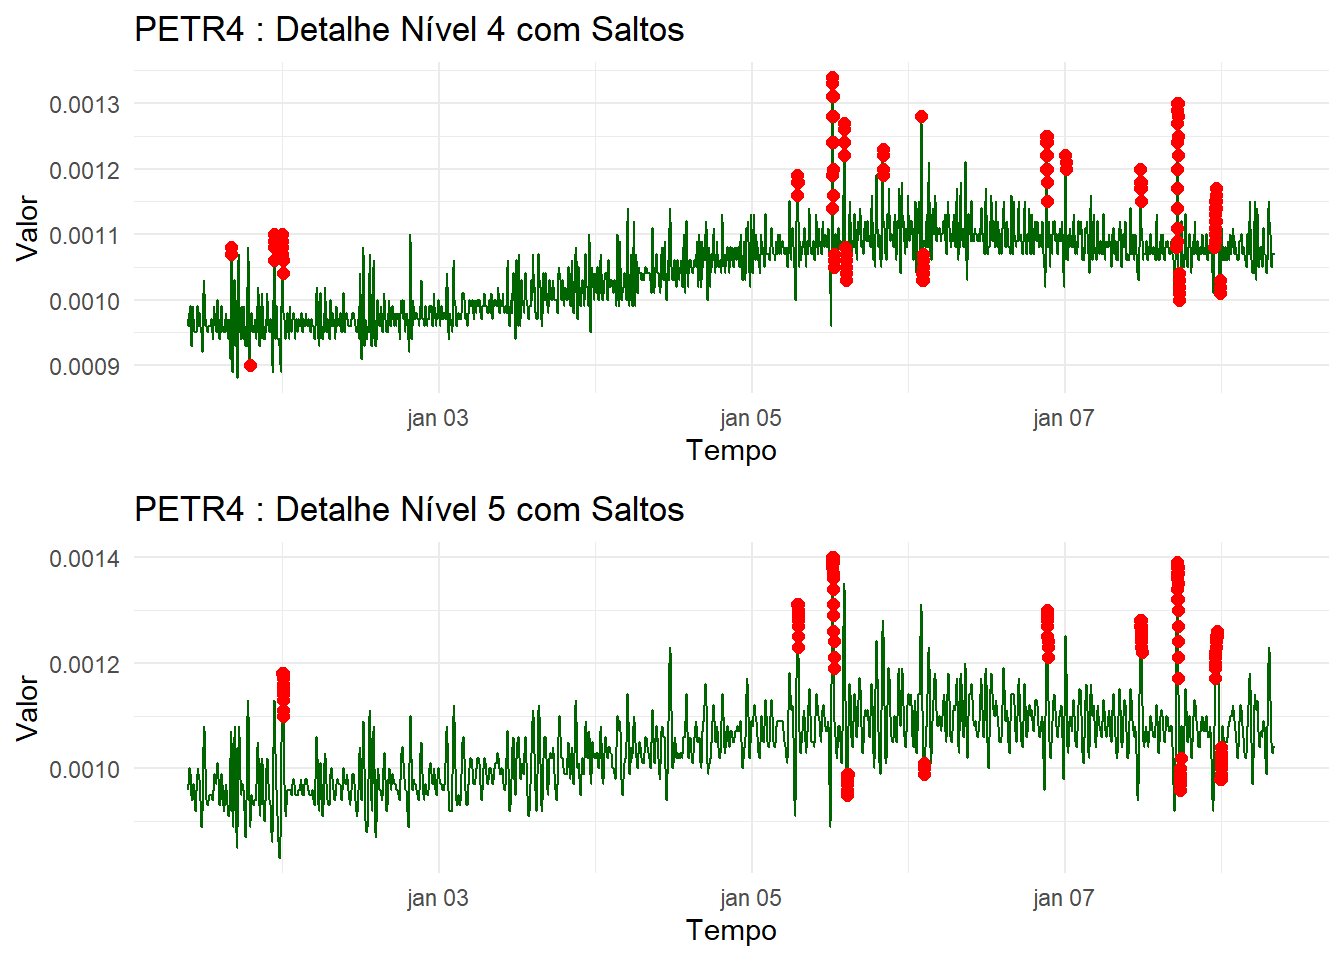 PETR4 : Detalhe Nível 4 com Saltos
Valor
0.0013
0.0012
0.0011
0.0010
0.0009
jan 03
jan 05
jan 07
Tempo
PETR4 : Detalhe Nível 5 com Saltos
Valor
0.0014
0.0012
0.0010
jan 03
jan 05
jan 07
Tempo